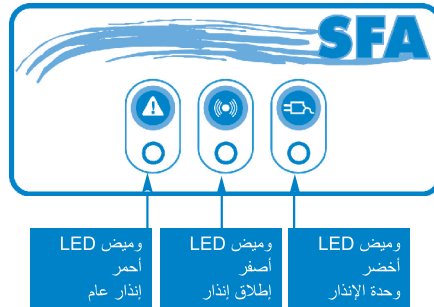 SFA
وميض LED
أخضر
وحدة الإنذار
وميض LED
أصفر
إطلاق إنذار
وميض LED
أحمر
إنذار عام